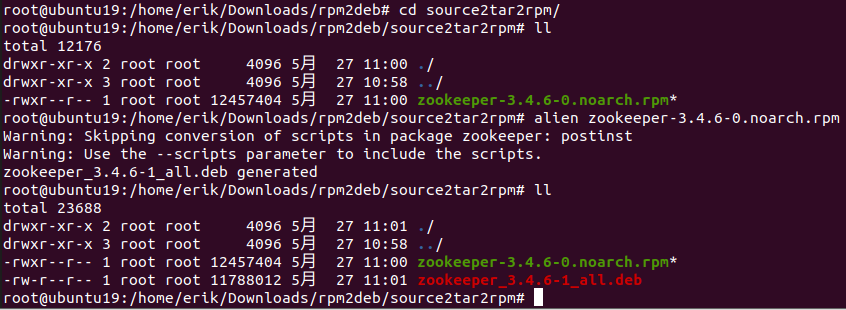 root@ubuntu19:/home/erik/Downloads/rpm2deb# cd source2tar2rpm/
root@ubuntu19:/home/erik/Downloads/rpm2deb/source2tar2rpm# ll
total 12176
drwxr-xr-x 2 root root     4096 5月  27 11:00 ./
drwxr-xr-x 3 root root     4096 5月  27 10:58 ../
-rwxr--r-- 1 root root 12457404 5月  27 11:00 zookeeper-3.4.6-0.noarch.rpm*
root@ubuntu19:/home/erik/Downloads/rpm2deb/source2tar2rpm# alien zookeeper-3.4.6-0.noarch.rpm
Warning: Skipping conversion of scripts in package zookeeper: postinst
Warning: Use the --scripts parameter to include the scripts.
zookeeper_3.4.6-1_all.deb generated
root@ubuntu19:/home/erik/Downloads/rpm2deb/source2tar2rpm# ll
total 23688
drwxr-xr-x 2 root root     4096 5月  27 11:01 ./
drwxr-xr-x 3 root root     4096 5月  27 10:58 ../
-rwxr--r-- 1 root root 12457404 5月  27 11:00 zookeeper-3.4.6-0.noarch.rpm*
-rw-r--r-- 1 root root 11788012 5月  27 11:01 zookeeper_3.4.6-1_all.deb
root@ubuntu19:/home/erik/Downloads/rpm2deb/source2tar2rpm#